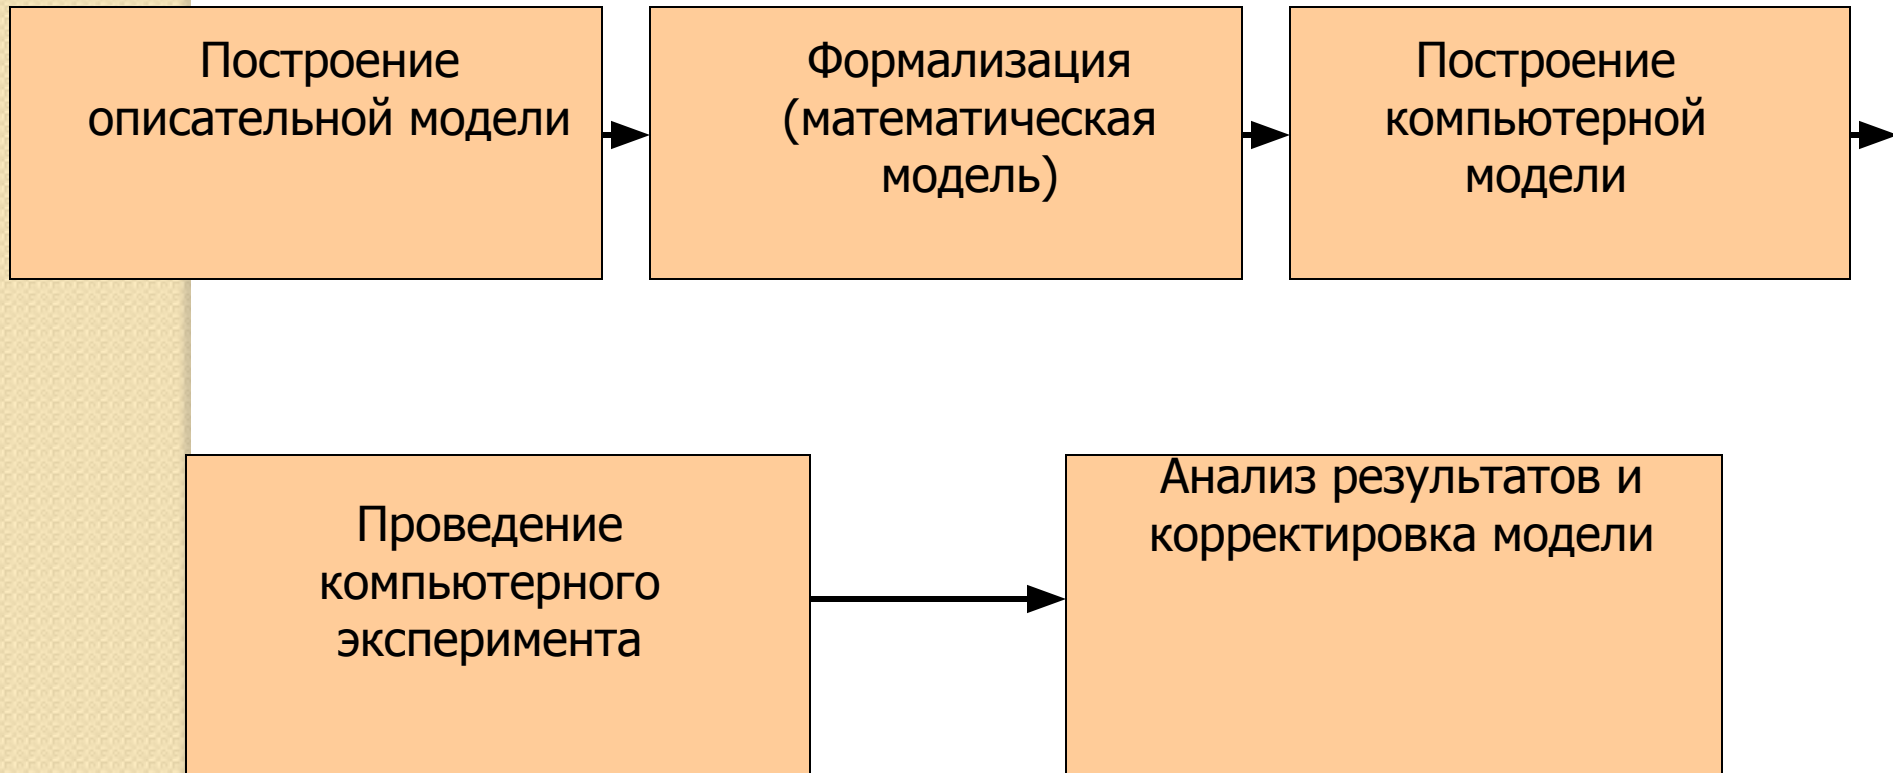 Построение
описательной модели
Формализация
(математическая
модель)
Построение
компьютерной
модели
Проведение
компьютерного
эксперимента
Анализ результатов и
корректировка модели